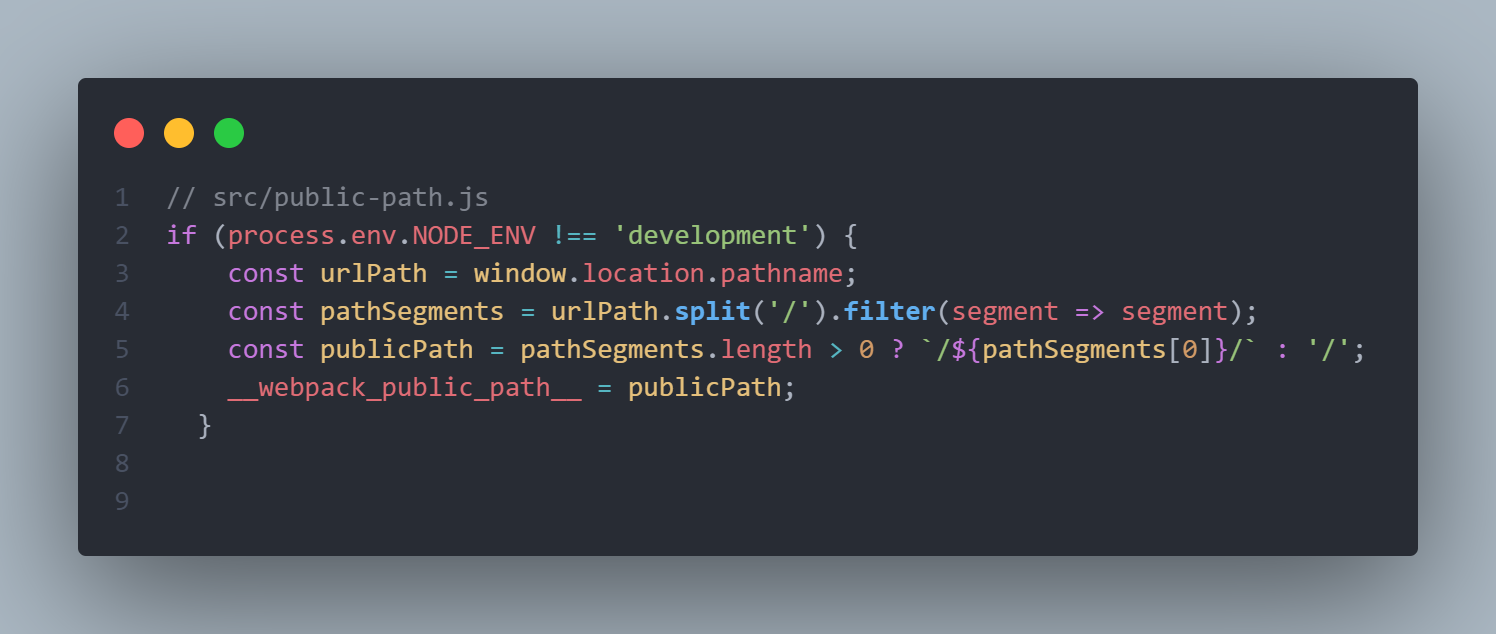 1 // src/public-path.js
2 if (process.env.NODE_ENV !== 'development') {
3     const urlPath = window.location.pathname;
4     const pathSegments = urlPath.split('/').filter(segment => segment);
5     const publicPath = pathSegments.length > 0 ? `/${pathSegments[0]}/` : '/';
6     __webpack_public_path__ = publicPath;
7   }
8
9